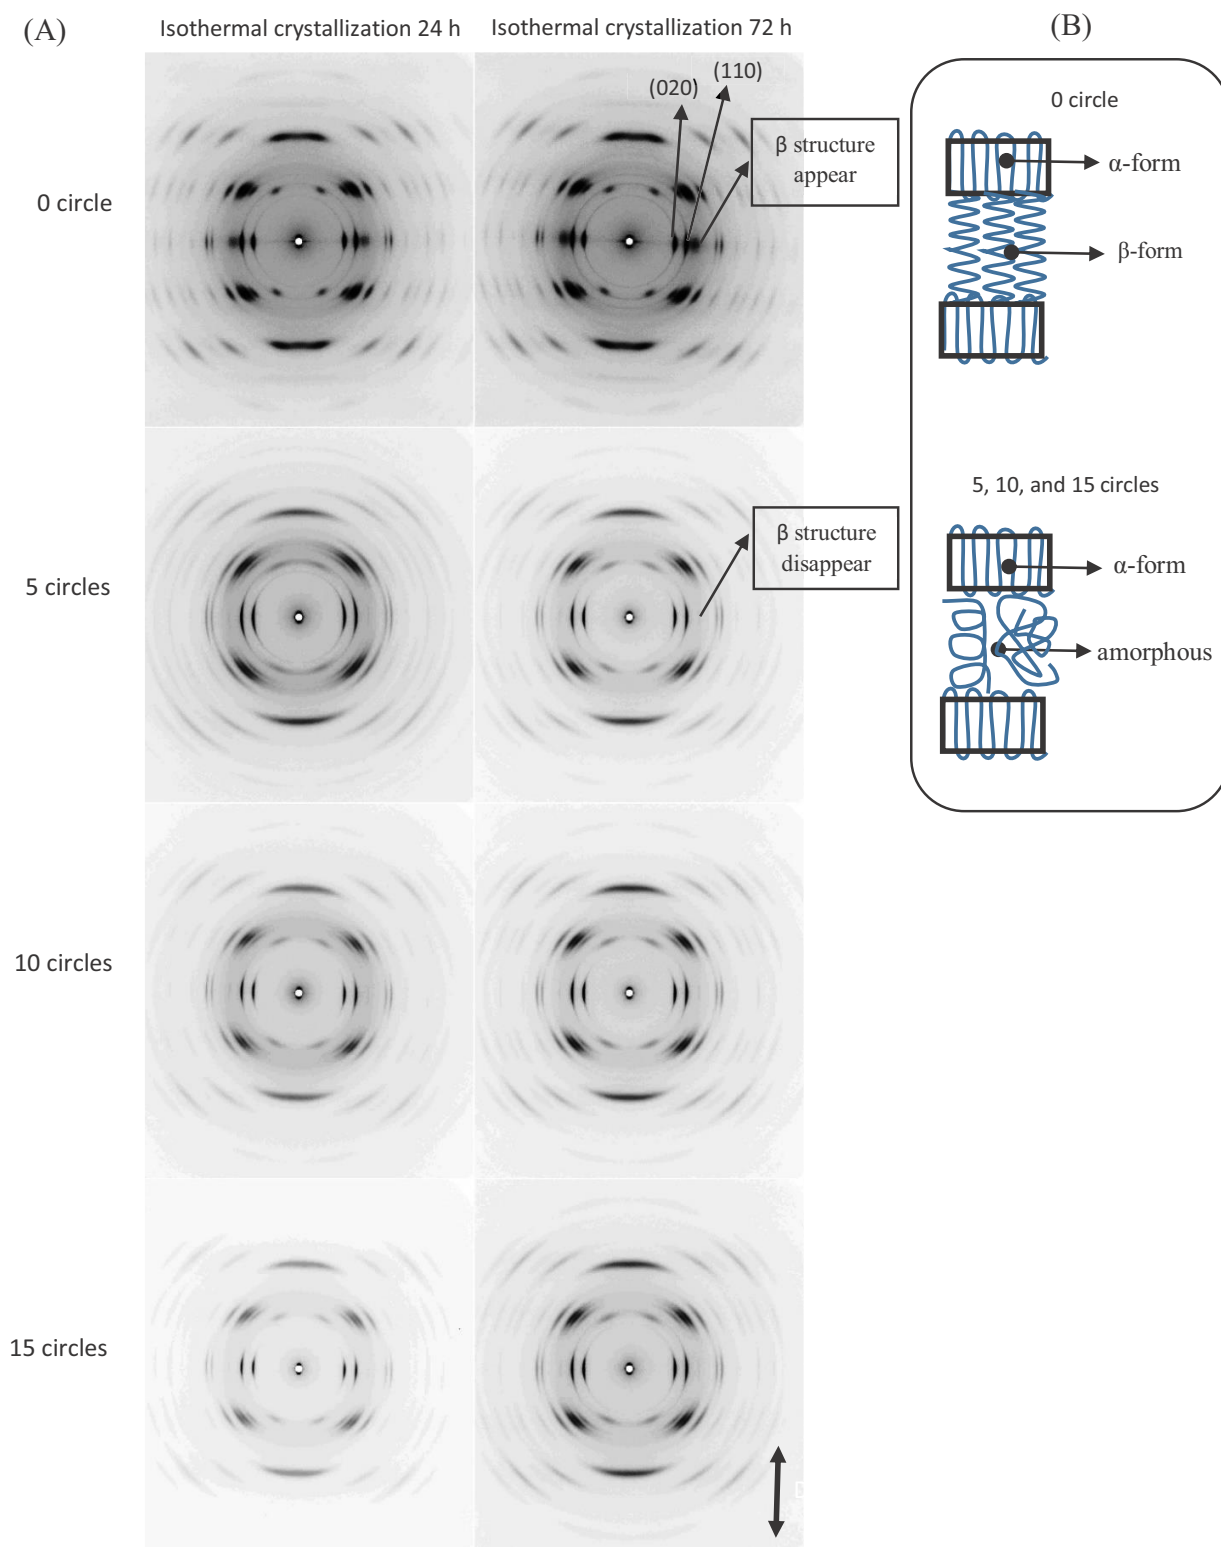 (A)
Isothermal crystallization 24 h
Isothermal crystallization 72 h
(B)
(020)
(110)
β structure
appear
0 circle
0 circle
α-form
β-form
5 circles
β structure
disappear
5, 10, and 15 circles
α-form
amorphous
10 circles
15 circles